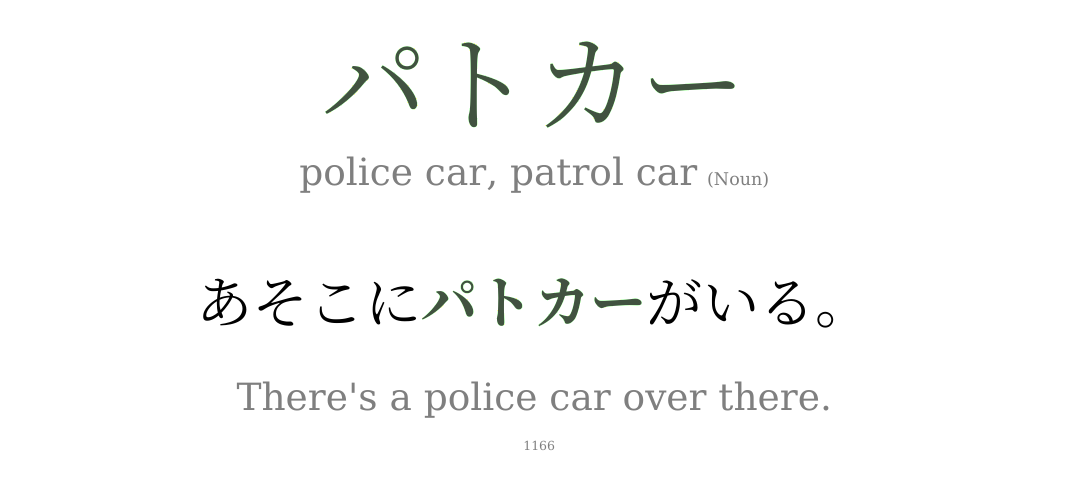 パトカー
police car, patrol car (Noun)
あそこにパトカーがいる。
There's a police car over there.
1166